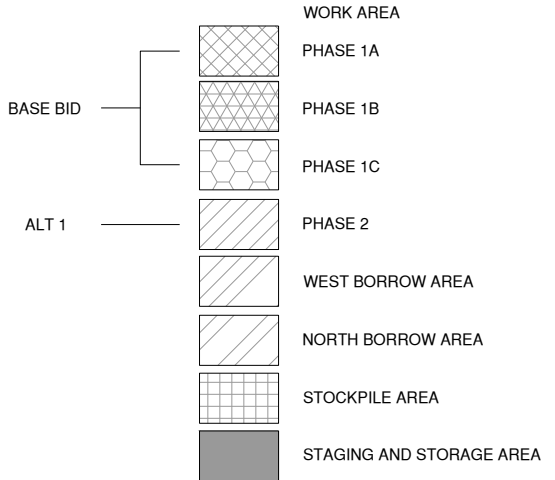 WORK AREA
PHASE 1A
BASE BID
PHASE 1B
PHASE 1C
ALT 1
PHASE 2
WEST BORROW AREA
NORTH BORROW AREA
STOCKPILE AREA
STAGING AND STORAGE AREA